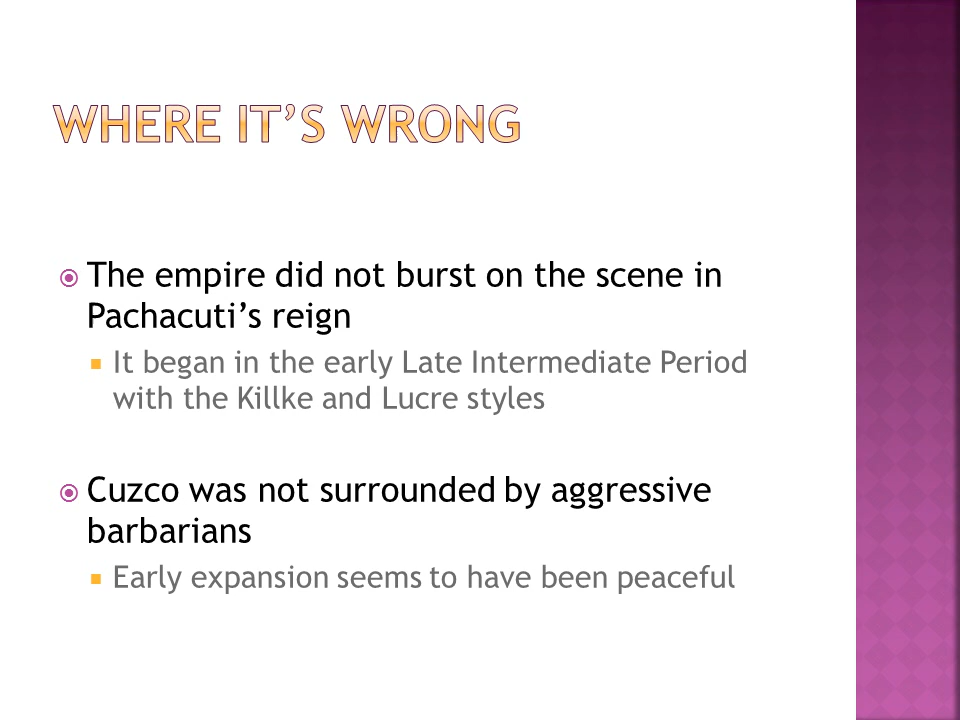 WHERE IT’S WRONG
The empire did not burst on the scene in
Pachacuti’s reign
It began in the early Late Intermediate Period
with the Killke and Lucre styles
Cuzco was not surrounded by aggressive
barbarians
Early expansion seems to have been peaceful